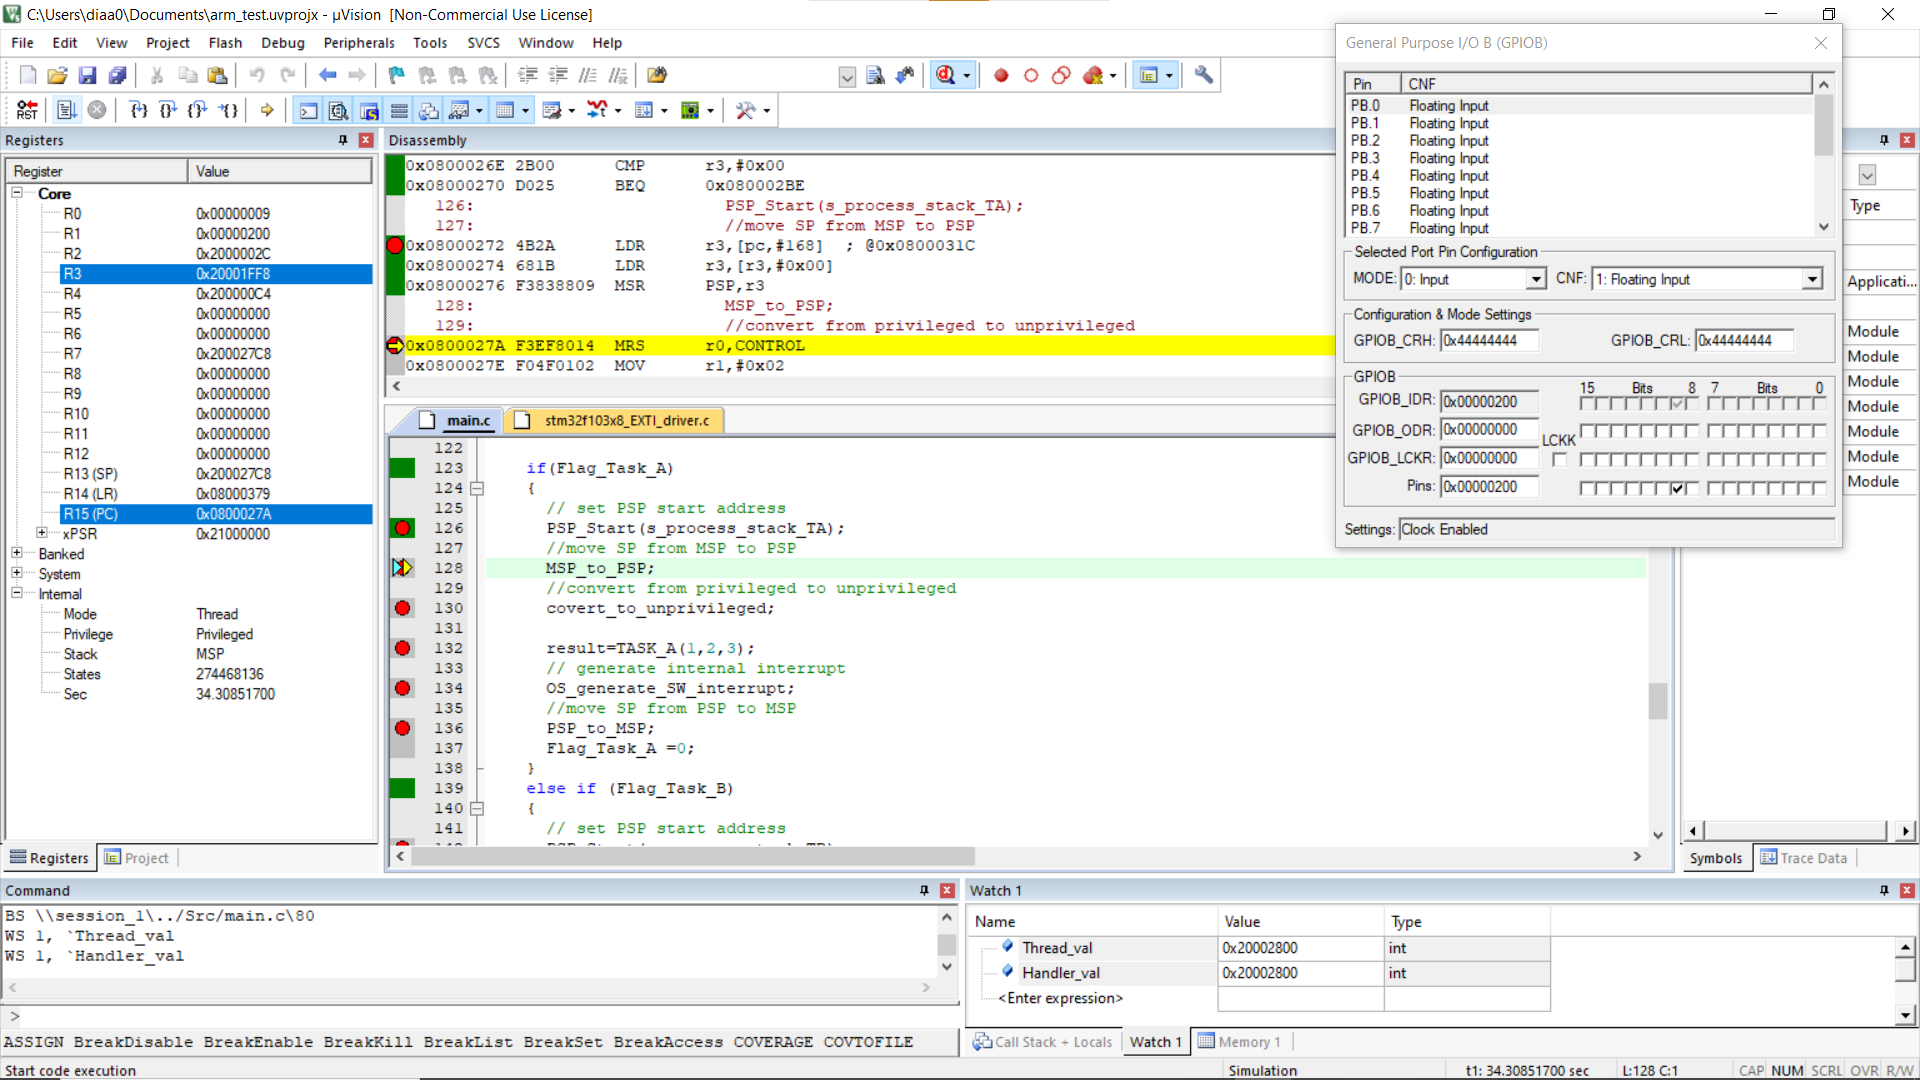 C:\Users\diaa0\Documents\arm_test.uvprojx - µVision  [Non-Commercial Use License]
File Edit View Project Flash Debug Peripherals Tools SVCS Window Help
RST
Registers
Register Value
Core
R0 0x00000009
R1 0x00000200
R2 0x2000002C
R3 0x20001FF8
R4 0x200000C4
R5 0x00000000
R6 0x00000000
R7 0x200027C8
R8 0x00000000
R9 0x00000000
R10 0x00000000
R11 0x00000000
R12 0x00000000
R13 (SP) 0x200027C8
R14 (LR) 0x08000379
R15 (PC) 0x0800027A
xPSR 0x21000000
Banked
System
Internal
Mode Thread
Privilege Privileged
Stack MSP
States 274468136
Sec 34.30851700
Registers Project
Disassembly
0x0800026E 2B00 CMP r3,#0x00
0x08000270 D025 BEQ 0x080002BE
126: PSP_Start(s_process_stack_TA);
127: //move SP from MSP to PSP
0x08000272 4B2A LDR r3,[pc,#168] ; @0x0800031C
0x08000274 681B LDR r3,[r3,#0x00]
0x08000276 F3838809 MSR PSP,r3
128: MSP_to_PSP;
129: //convert from privileged to unprivileged
0x0800027A F3EF8014 MRS r0,CONTROL
0x0800027E F04F0102 MOV r1,#0x02
main.c stm32f103x8_EXTI_driver.c
122
123 if(Flag_Task_A)
124 {
125 // set PSP start address
126 PSP_Start(s_process_stack_TA);
127 //move SP from MSP to PSP
128 MSP_to_PSP;
129 //convert from privileged to unprivileged
130 covert_to_unprivileged;
131
132 result=TASK_A(1,2,3);
133 // generate internal interrupt
134 OS_generate_SW_interrupt;
135 //move SP from PSP to MSP
136 PSP_to_MSP;
137 Flag_Task_A =0;
138 }
139 else if (Flag_Task_B)
140 {
141 // set PSP start address
General Purpose I/O B (GPIOB)
Pin CNF
PB.0 Floating Input
PB.1 Floating Input
PB.2 Floating Input
PB.3 Floating Input
PB.4 Floating Input
PB.5 Floating Input
PB.6 Floating Input
PB.7 Floating Input
Selected Port Pin Configuration
MODE: 0: Input CNF: 1: Floating Input
Configuration & Mode Settings
GPIOB_CRH: 0x44444444 GPIOB_CRL: 0x44444444
GPIOB
15 Bits 8 7 Bits 0
GPIOB_IDR: 0x00000200
GPIOB_ODR: 0x00000000
LCKK
GPIOB_LCKR: 0x00000000
Pins: 0x00000200
Settings: Clock Enabled
Type
Applicati...
Module
Module
Module
Module
Module
Module
Module
Symbols Trace Data
Command
BS \\session_1\../Src/main.c\80
WS 1, `Thread_val
WS 1, `Handler_val
>
ASSIGN BreakDisable BreakEnable BreakKill BreakList BreakSet BreakAccess COVERAGE COVTOFILE
Watch 1
Name Value Type
Thread_val 0x20002800 int
Handler_val 0x20002800 int
<Enter expression>
Call Stack + Locals Watch 1 Memory 1
Start code execution Simulation t1: 34.30851700 sec L:128 C:1 CAP NUM SCRL OVR R/W